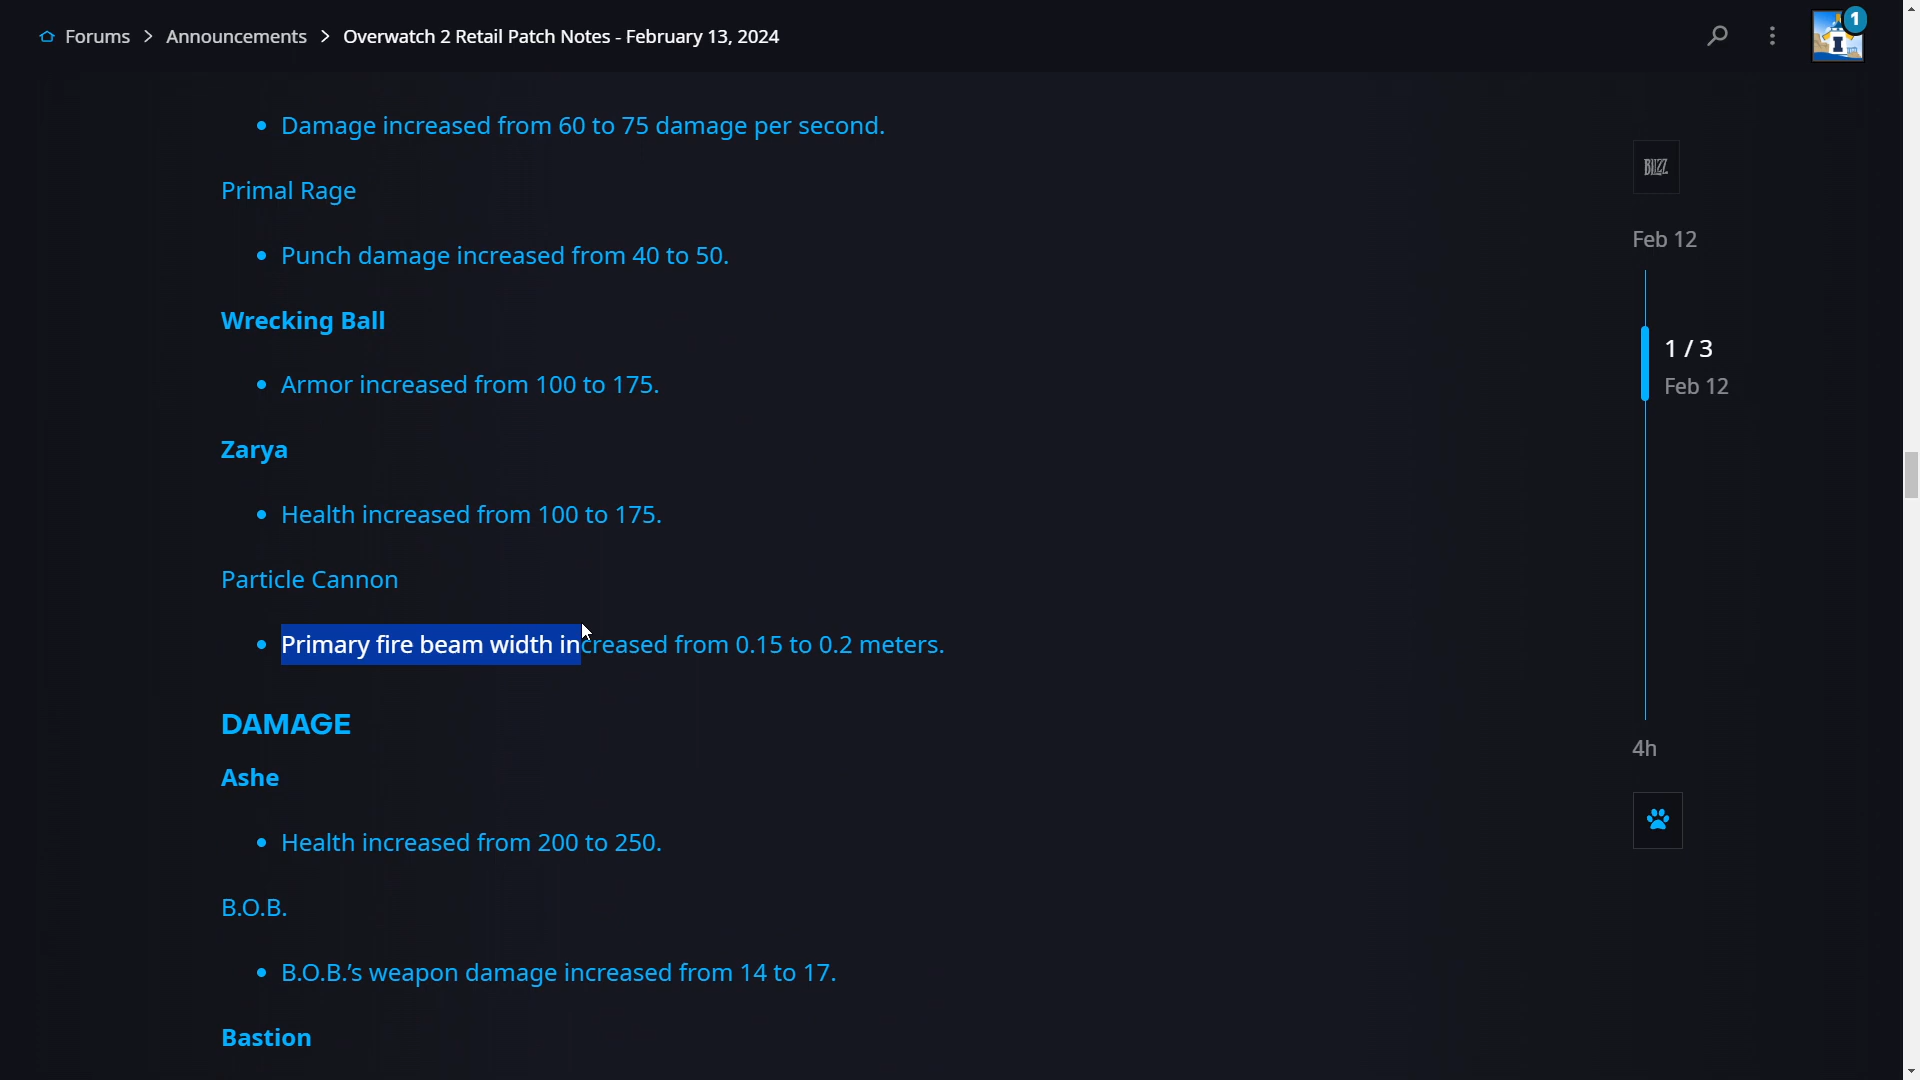 Forums > Announcements > Overwatch 2 Retail Patch Notes - February 13, 2024
1
• Damage increased from 60 to 75 damage per second.
BLIZZ
Primal Rage
Feb 12
• Punch damage increased from 40 to 50.
Wrecking Ball
1 / 3
• Armor increased from 100 to 175.
Feb 12
Zarya
• Health increased from 100 to 175.
Particle Cannon
• Primary fire beam width increased from 0.15 to 0.2 meters.
DAMAGE
4h
Ashe
• Health increased from 200 to 250.
B.O.B.
• B.O.B.’s weapon damage increased from 14 to 17.
Bastion